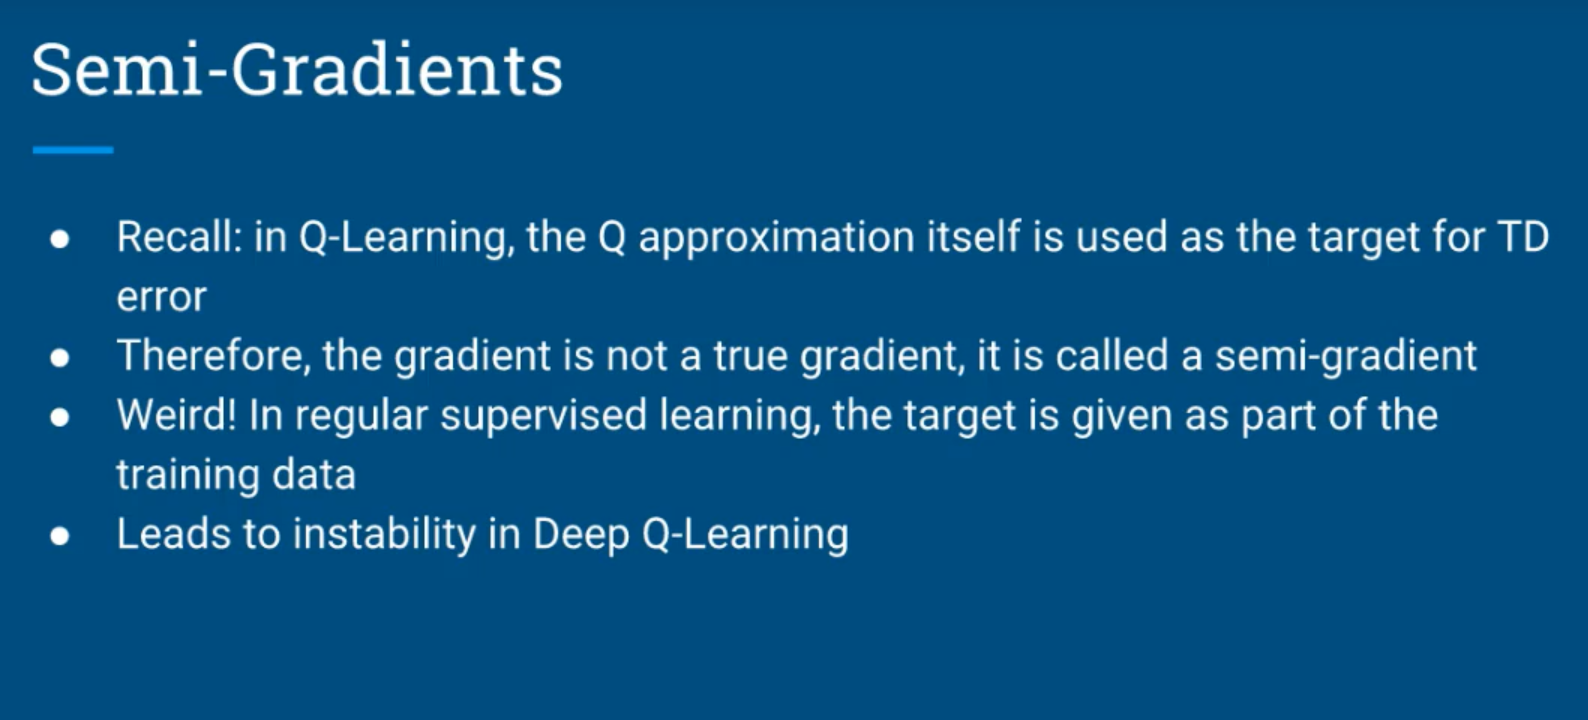 Semi-Gradients
● Recall: in Q-Learning, the Q approximation itself is used as the target for TD
error
● Therefore, the gradient is not a true gradient, it is called a semi-gradient
● Weird! In regular supervised learning, the target is given as part of the
training data
● Leads to instability in Deep Q-Learning